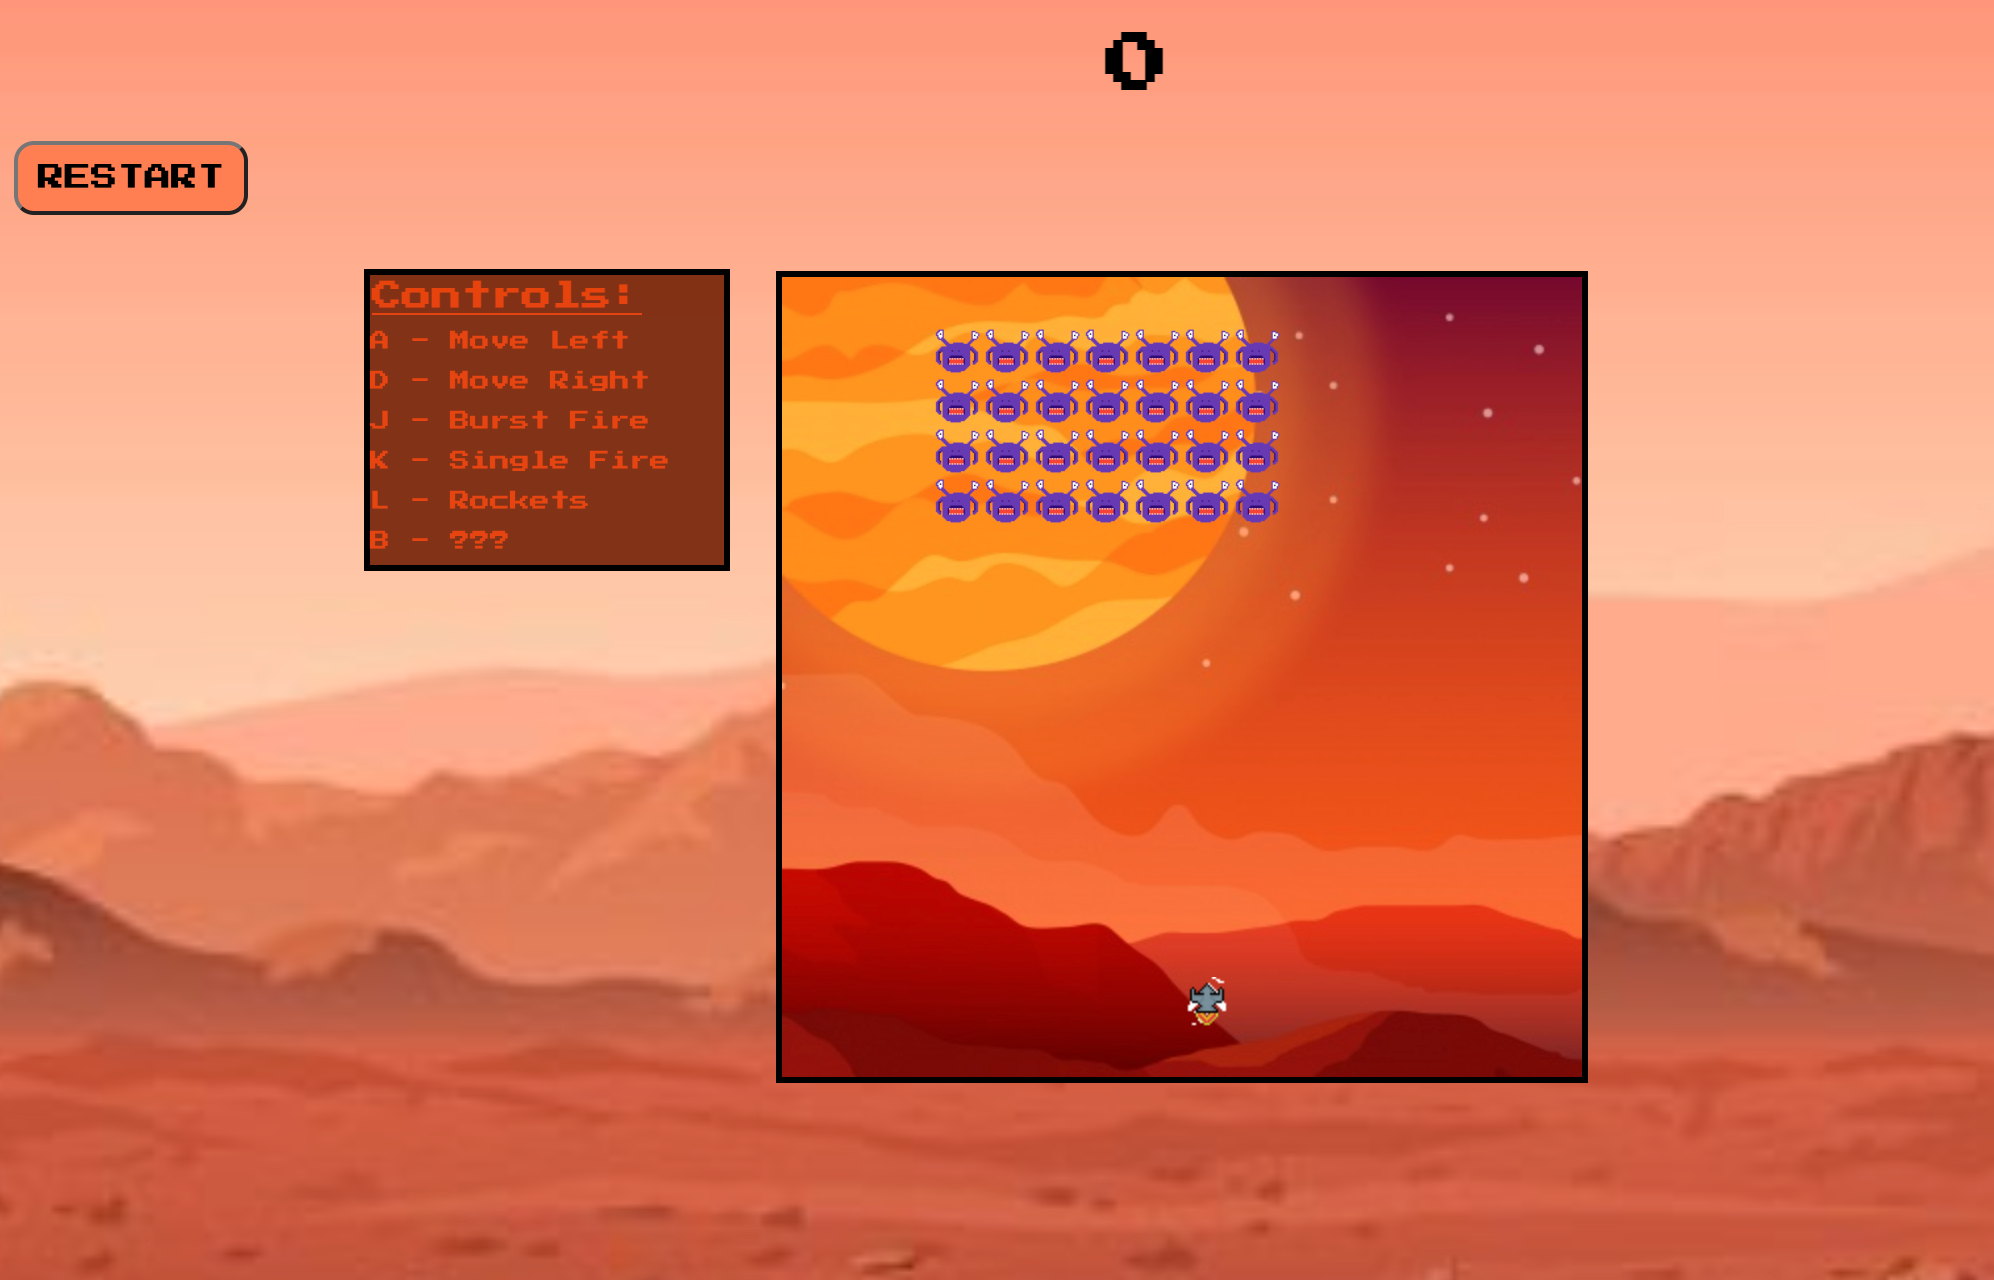 0
RESTART
Controls:
A - Move Left
D - Move Right
J - Burst Fire
K - Single Fire
L - Rockets
B - ???